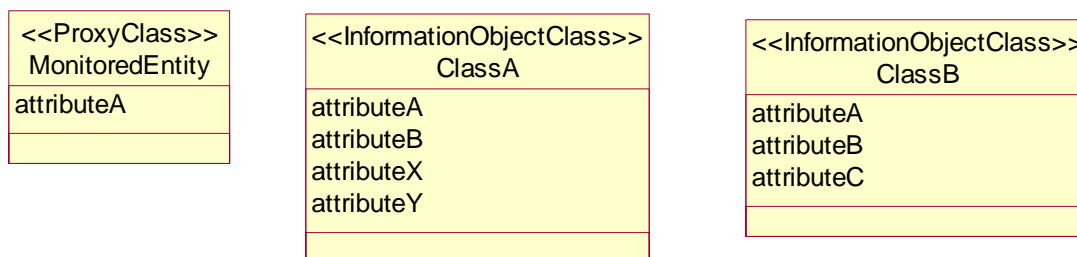 <<ProxyClass>>
MonitoredEntity
attributeA
<<InformationObjectClass>>
ClassA
attributeA
attributeB
attributeX
attributeY
<<InformationObjectClass>>
ClassB
attributeA
attributeB
attributeC